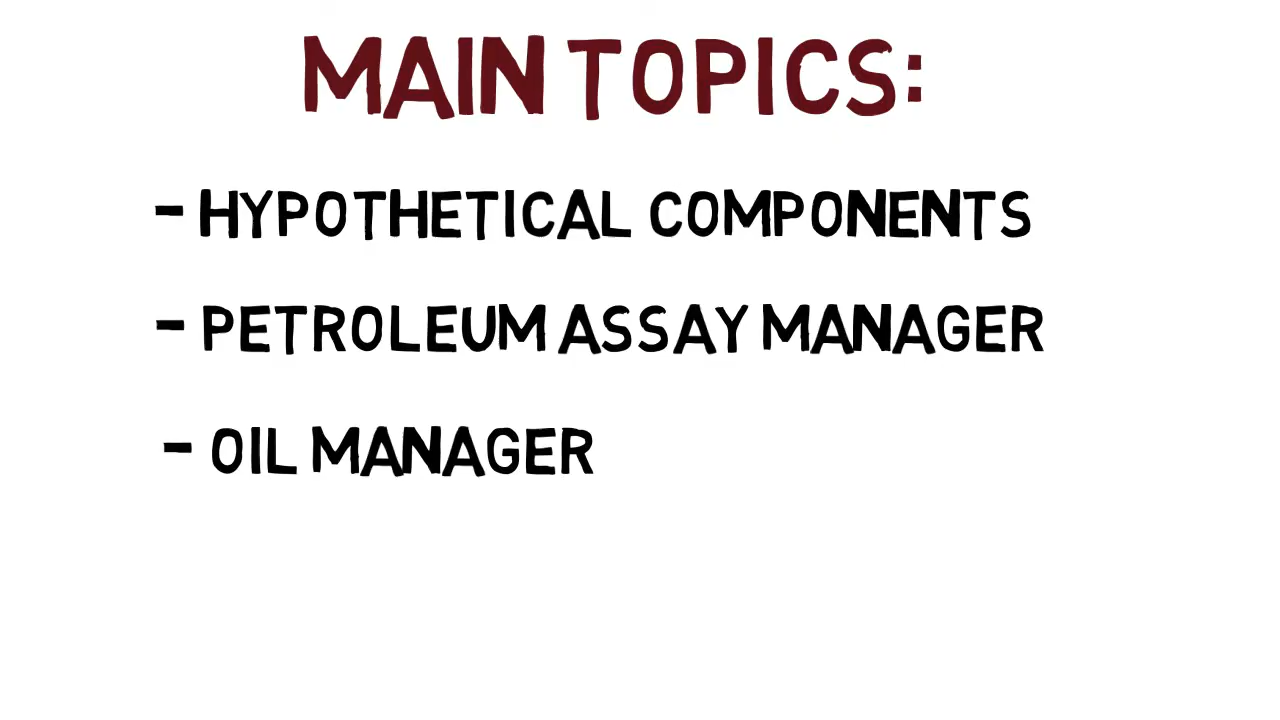 MAIN TOPICS:
- HYPOTHETICAL COMPONENTS
- PETROLEUM ASSAY MANAGER
- OIL MANAGER